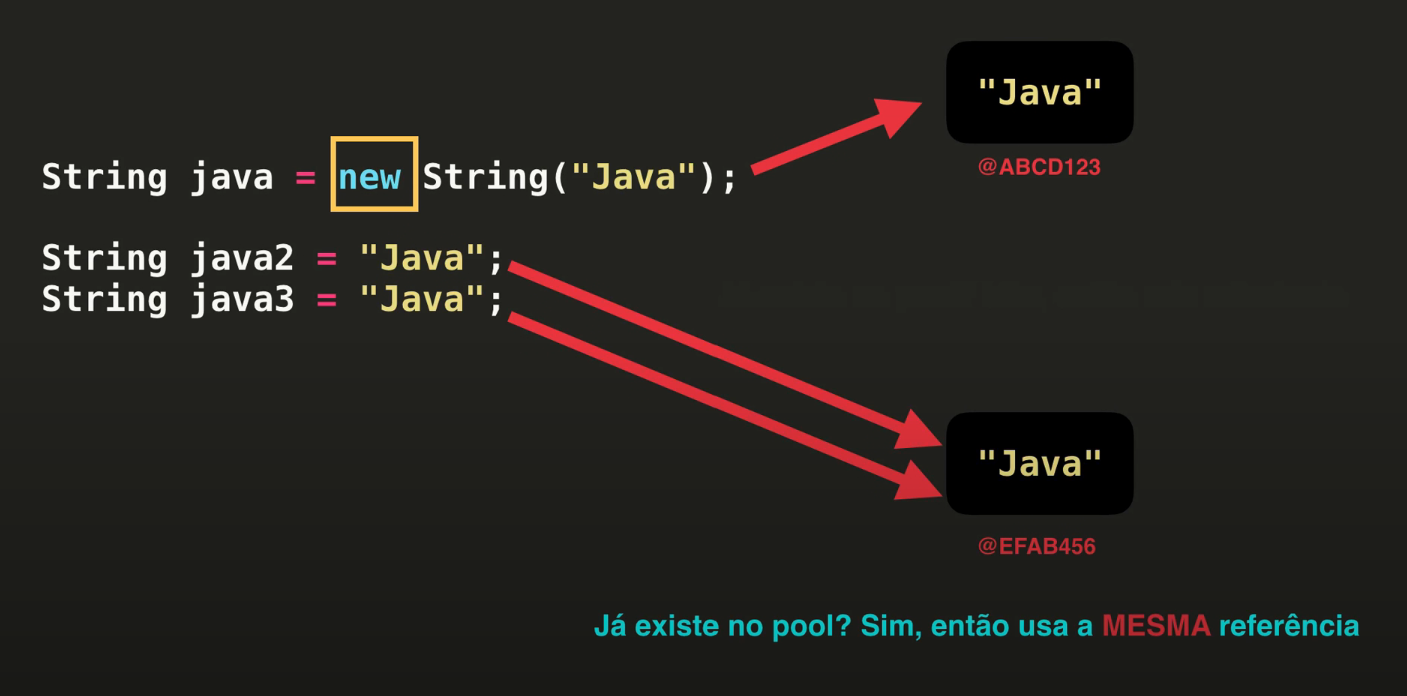 "Java"
@ABCD123
String java = new String("Java");
String java2 = "Java";
String java3 = "Java";
"Java"
@EFAB456
Já existe no pool? Sim, então usa a MESMA referência